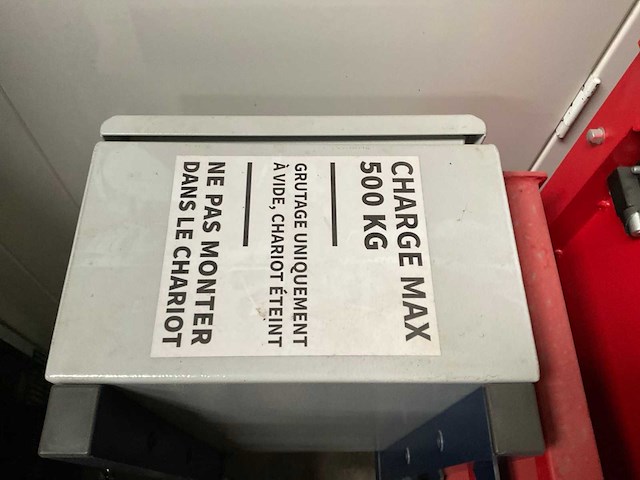 CHARGE MAX
500 KG
GRUTAGE UNIQUEMENT
À VIDE, CHARIOT ÉTEINT
NE PAS MONTER
DANS LE CHARIOT